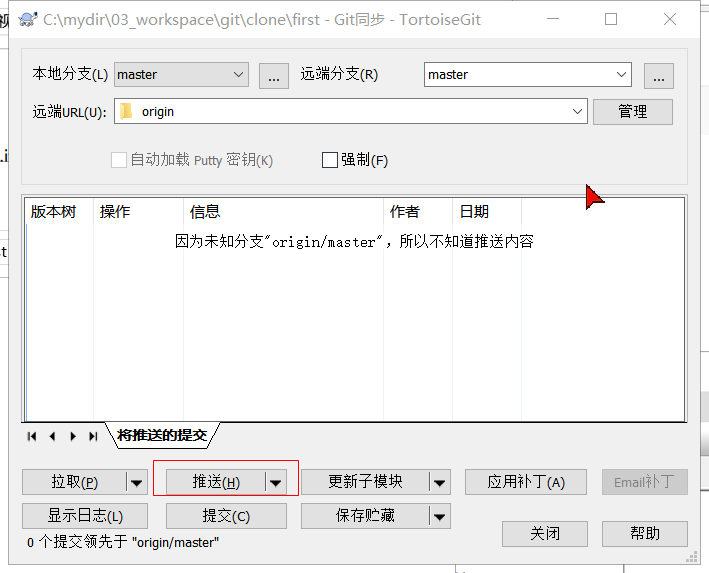 C:\mydir\03_workspace\git\clone\first - Git同步 - TortoiseGit
本地分支(L) master ... 远端分支(R) master ...
远端URL(U): origin 管理
自动加载 Putty 密钥(K) 强制(F)
版本树 操作 信息 作者 日期
因为未知分支"origin/master"，所以不知道推送内容
将推送的提交
拉取(P) 推送(H) 更新子模块 应用补丁(A) Email补丁
显示日志(L) 提交(C) 保存贮藏
关闭 帮助
0 个提交领先于 "origin/master"